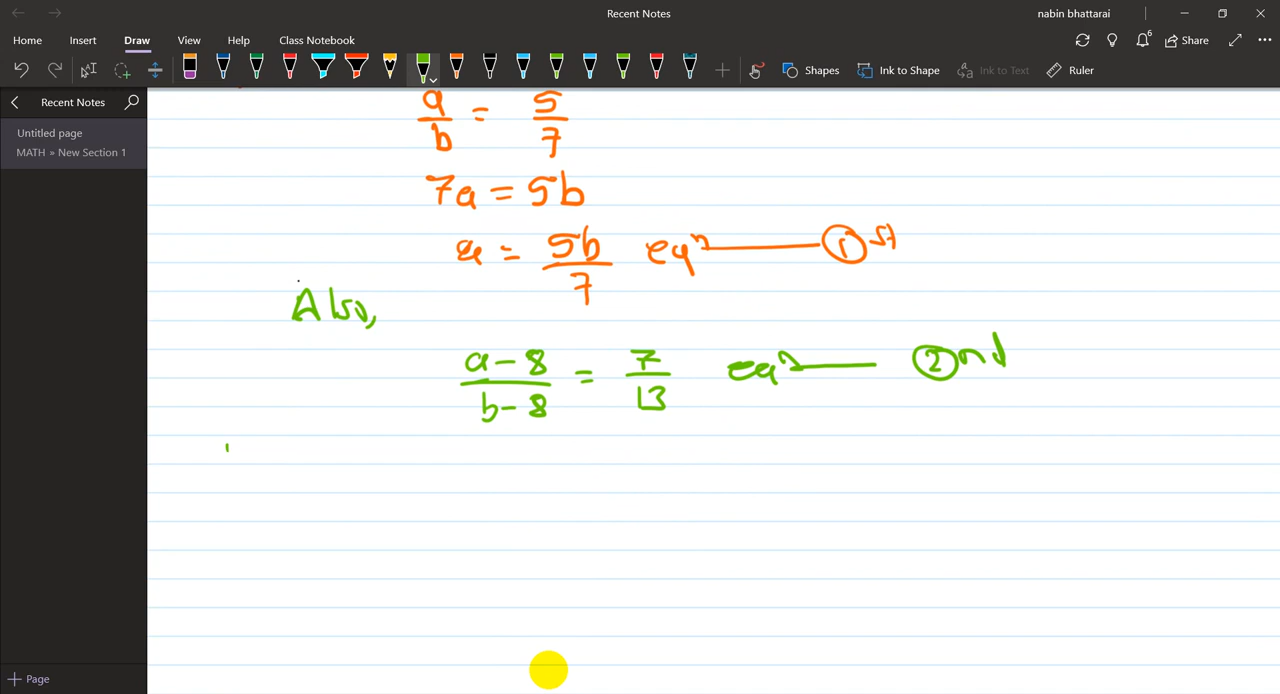 Recent Notes
nabin bhattarai
Home Insert Draw View Help Class Notebook
6
Share
Shapes Ink to Shape Ink to Text Ruler
Recent Notes
Untitled page
MATH » New Section 1
a/b = 5/7
7a = 5b
a = 5b/7 eqⁿ 1 st
Also,
a-8/b-8 = 7/13 eqⁿ 2 nd
Page